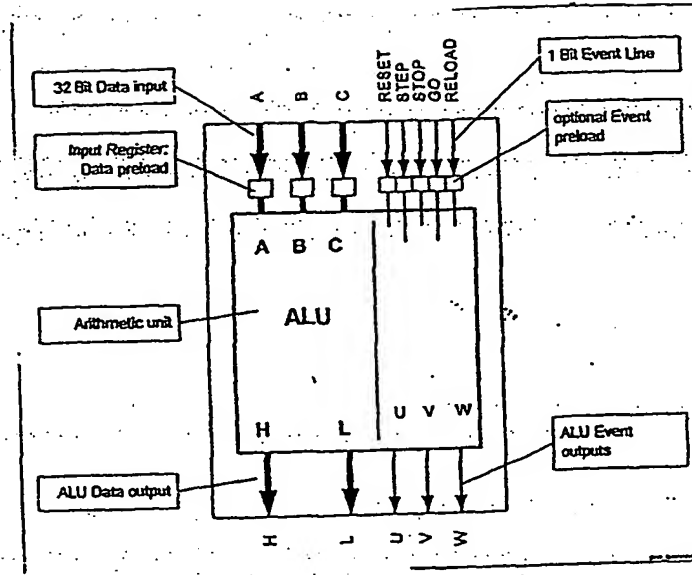 32 Bit Data input
A
B
C
RESET
STEP
STOP
GO
RELOAD
1 Bit Event Line
Input Register:
Data preload
optional Event
preload
A B C
Arithmetic unit
ALU
U V W
H L
ALU Data output
ALU Event
outputs
H
L
U
V
W